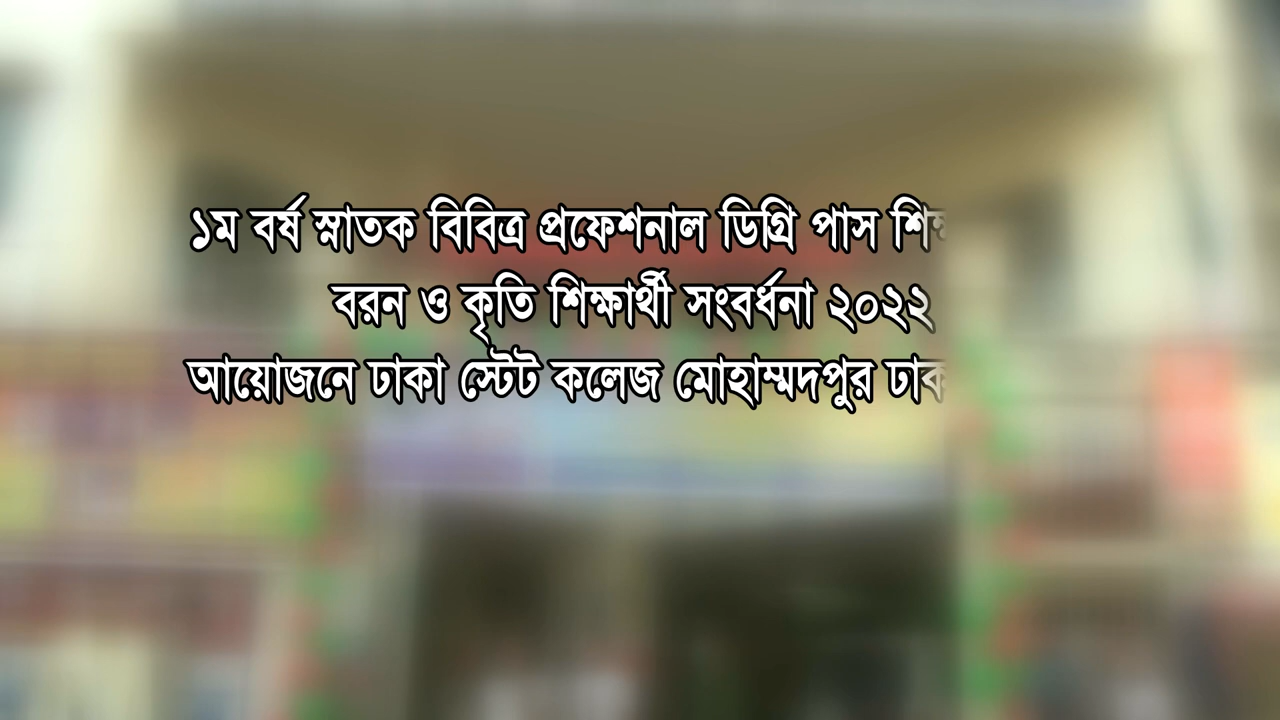 ১ম বর্ষ স্নাতক বিবিত্র প্রফেশনাল ডিগ্রি পাস
বরন ও কৃতি শিক্ষার্থী সংবর্ধনা ২০২২
আয়োজনে ঢাকা স্টেট কলেজ মোহাম্মদপুর